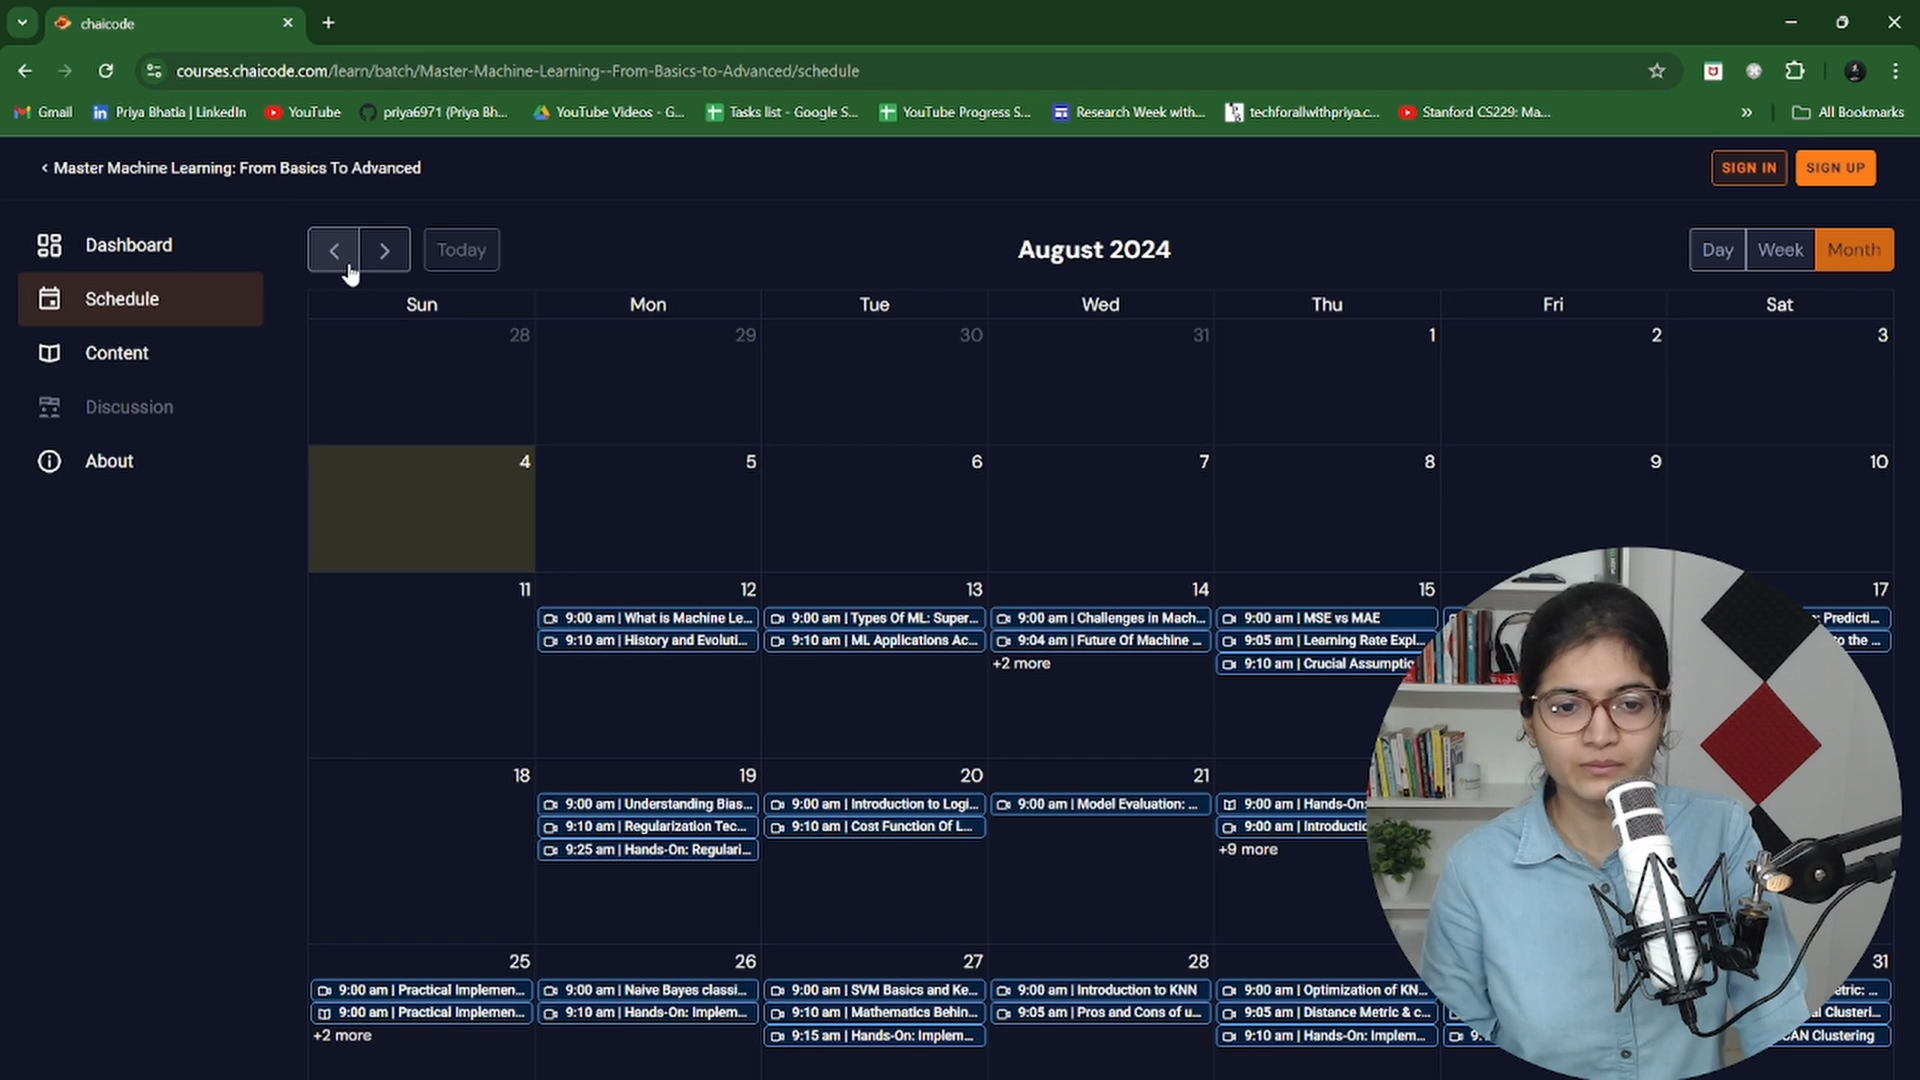 chaicode
courses.chaicode.com/learn/batch/Master-Machine-Learning--From-Basics-to-Advanced/schedule
Gmail
Priya Bhatia | LinkedIn
YouTube
priya6971 (Priya Bh...
YouTube Videos - G...
Tasks list - Google S...
YouTube Progress S...
Research Week with...
techforallwithpriya.c...
Stanford CS229: Ma...
»
All Bookmarks
‹ Master Machine Learning: From Basics To Advanced
SIGN IN
SIGN UP
Dashboard
Schedule
Content
Discussion
About
Today
August 2024
Day
Week
Month
Sun
Mon
Tue
Wed
Thu
Fri
Sat
28
29
30
31
1
2
3
4
5
6
7
8
9
10
11
12
9:00 am | What is Machine Le...
9:10 am | History and Evoluti...
13
9:00 am | Types Of ML: Super...
9:10 am | ML Applications Ac...
14
9:00 am | Challenges in Mach...
9:04 am | Future Of Machine ...
+2 more
15
9:00 am | MSE vs MAE
9:05 am | Learning Rate Expl...
9:10 am | Crucial Assumptio
17
: Predicti...
to the ...
18
19
9:00 am | Understanding Bias...
9:10 am | Regularization Tec...
9:25 am | Hands-On: Regulari...
20
9:00 am | Introduction to Logi...
9:10 am | Cost Function Of L...
21
9:00 am | Model Evaluation: ...
9:00 am | Hands-On:
9:00 am | Introductio
+9 more
25
9:00 am | Practical Implemen...
9:00 am | Practical Implemen...
+2 more
26
9:00 am | Naive Bayes classi...
9:10 am | Hands-On: Implem...
27
9:00 am | SVM Basics and Ke...
9:10 am | Mathematics Behin...
9:15 am | Hands-On: Implem...
28
9:00 am | Introduction to KNN
9:05 am | Pros and Cons of u...
9:00 am | Optimization of KN...
9:05 am | Distance Metric & c...
9:10 am | Hands-On: Implem...
31
etric: ...
al Clusteri...
CAN Clustering